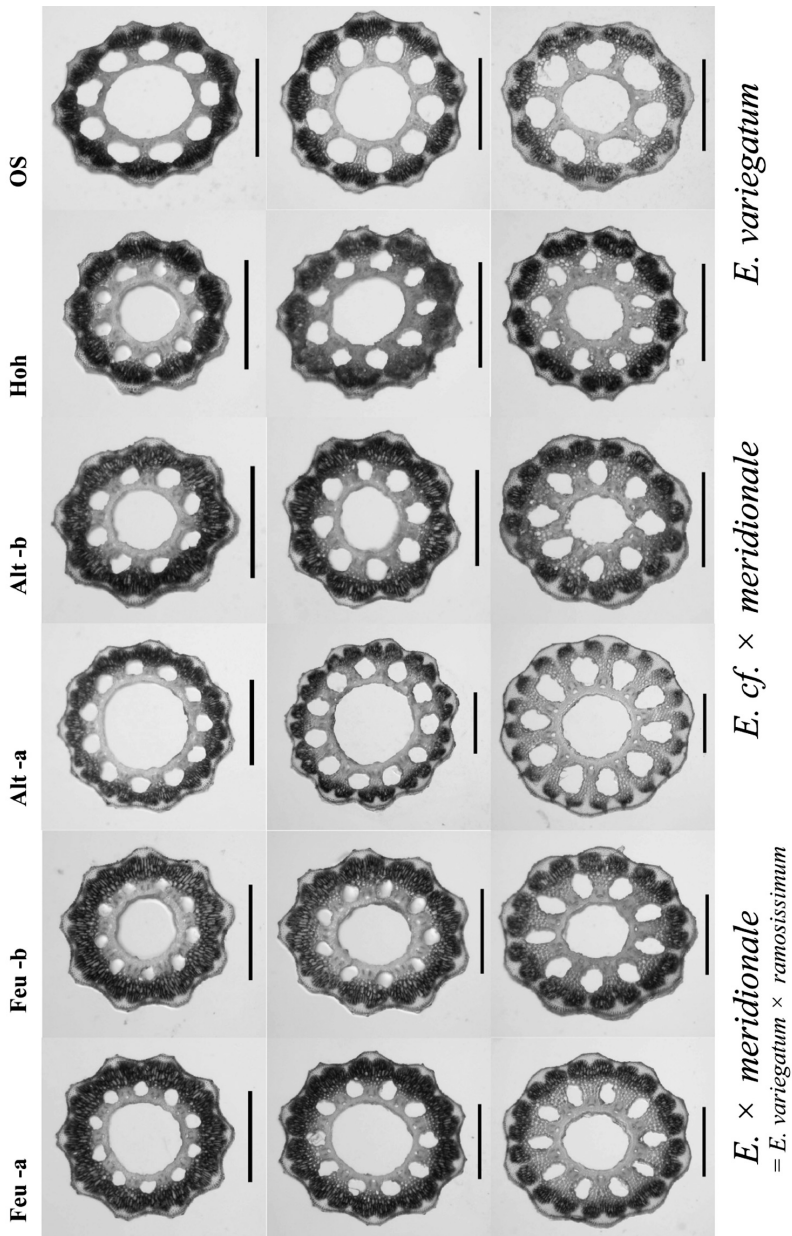 Feu -a
Feu -b
Alt -a
Alt -b
Hoh
OS
E. × meridionale
= E. variegatum × ramosissimum
E. cf. × meridionale
E. variegatum